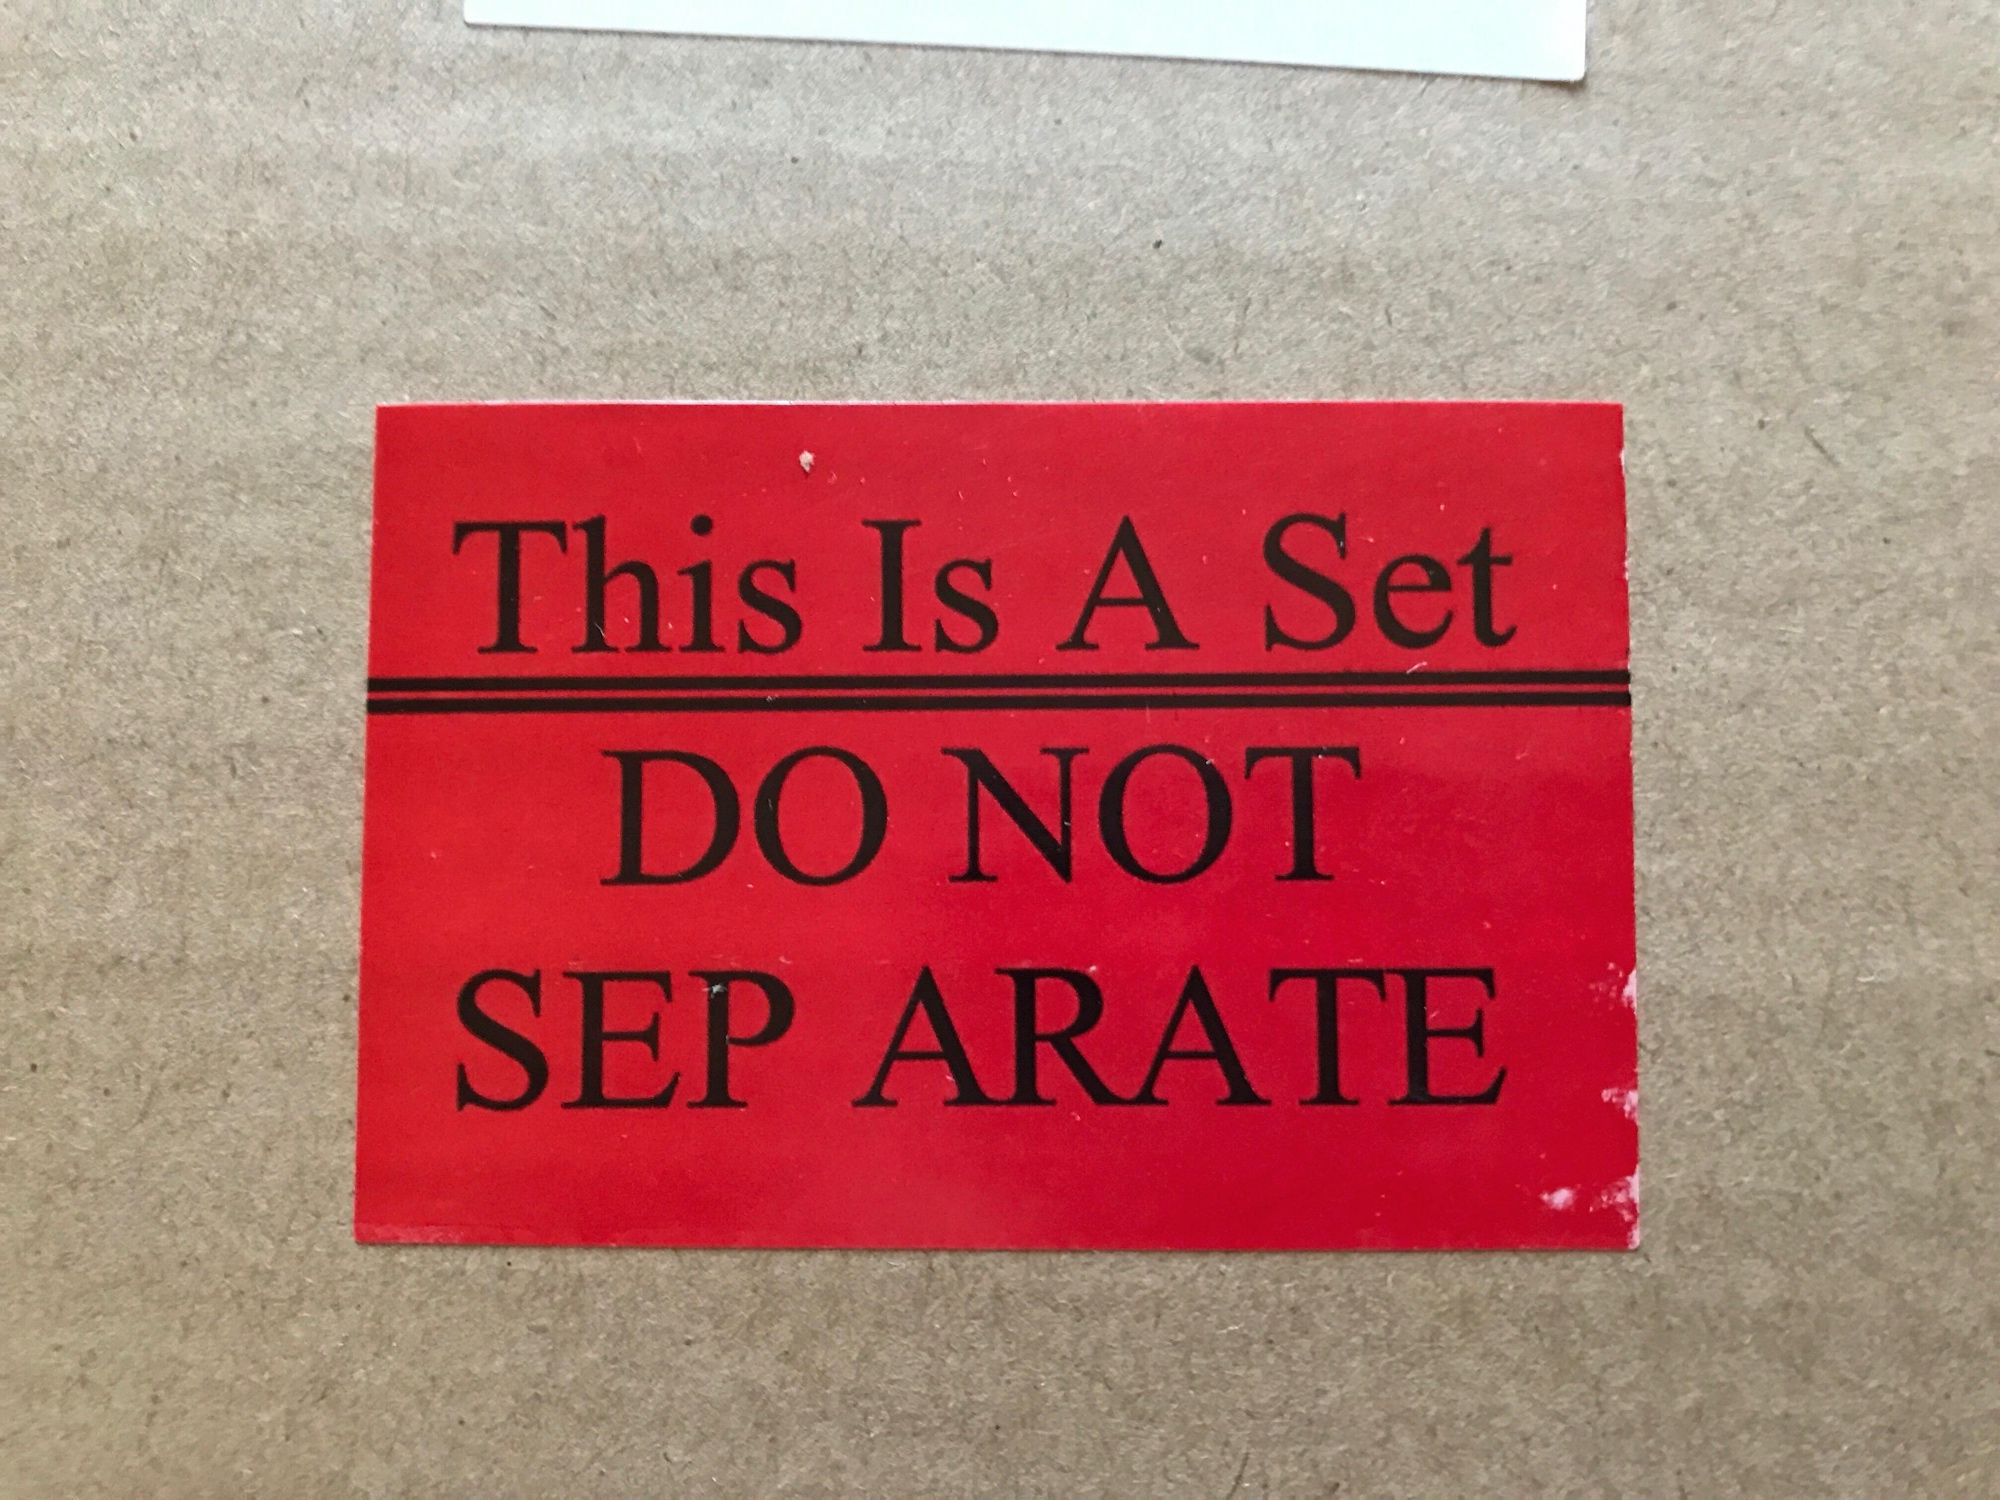 This Is A Set
DO NOT
SEP ARATE